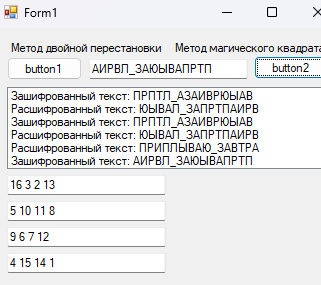 Form1
Метод двойной перестановки Метод магического квадрата
button1 АИРВП_ЗАЮЫВАПРТП button2
Зашифрованный текст: ПРПТЛ_АЗАИВРЮЫАВ
Расшифрованный текст: ЮЫВАЛ_ЗАПРТПАИРВ
Зашифрованный текст: ПРПТЛ_АЗАИВРЮЫАВ
Расшифрованный текст: ЮЫВАЛ_ЗАПРТПАИРВ
Расшифрованный текст: ПРИПЛЫВАЮ_ЗАВТРА
Зашифрованный текст: АИРВЛ_ЗАЮЫВАПРТП
16 3 2 13
5 10 11 8
9 6 7 12
4 15 14 1